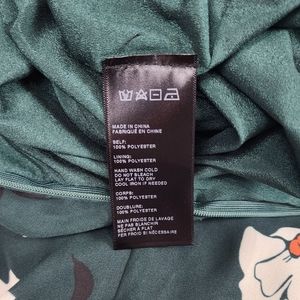 MADE IN CHINA
FABRIQUÉ EN CHINE
SELF:
100% POLYESTER
LINING:
100% POLYESTER
HAND WASH COLD
DO NOT BLEACH
LAY FLAT TO DRY
COOL IRON IF NEEDED
CORPS:
100% POLYESTER
DOUBLURE:
100% POLYESTER
MAIN FROIDE DE LAVAGE
NE PAS BLANCHIR
SÉCHER À PLAT
FER FROID SI NÉCESSAIRE